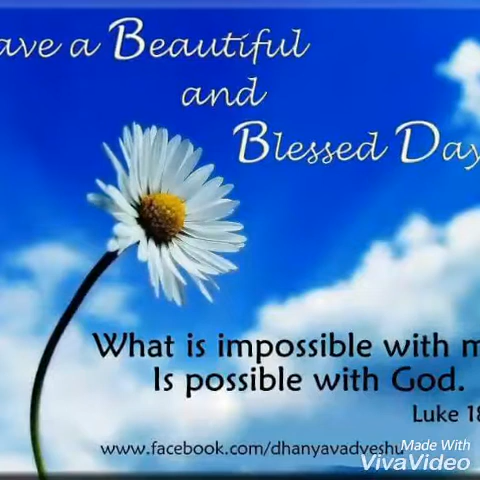 ave a Beautiful
and
Blessed Day
What is impossible with m
Is possible with God.
Luke 18
www.facebook.com/dhanyavadyeshu
Made With
VivaVideo